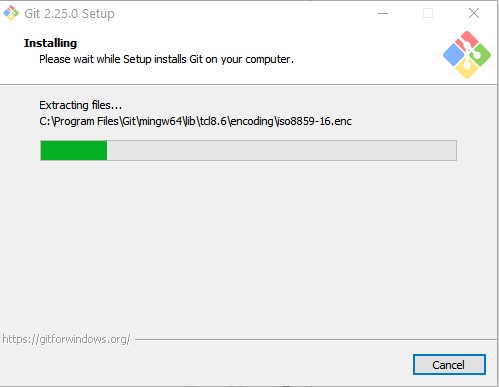 Git 2.25.0 Setup
Installing
Please wait while Setup installs Git on your computer.
Extracting files...
C:\Program Files\Git\mingw64\lib\tcl8.6\encoding\iso8859-16.enc
https://gitforwindows.org/
Cancel